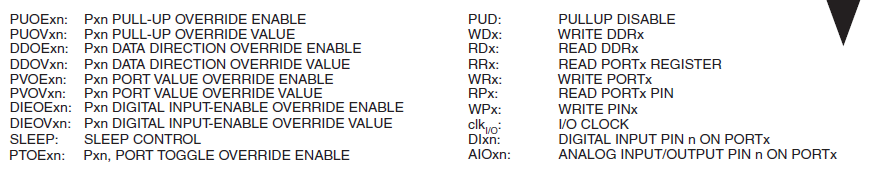 PUOExn: Pxn PULL-UP OVERRIDE ENABLE
PUOVxn: Pxn PULL-UP OVERRIDE VALUE
DDOExn: Pxn DATA DIRECTION OVERRIDE ENABLE
DDOVxn: Pxn DATA DIRECTION OVERRIDE VALUE
PVOExn: Pxn PORT VALUE OVERRIDE ENABLE
PVOVxn: Pxn PORT VALUE OVERRIDE VALUE
DIEOExn: Pxn DIGITAL INPUT-ENABLE OVERRIDE ENABLE
DIEOVxn: Pxn DIGITAL INPUT-ENABLE OVERRIDE VALUE
SLEEP: SLEEP CONTROL
PTOExn: Pxn, PORT TOGGLE OVERRIDE ENABLE
PUD: PULLUP DISABLE
WDx: WRITE DDRx
RDx: READ DDRx
RRx: READ PORTx REGISTER
WRx: WRITE PORTx
RPx: READ PORTx PIN
WPx: WRITE PINx
clkI/O: I/O CLOCK
DIxn: DIGITAL INPUT PIN n ON PORTx
AIOxn: ANALOG INPUT/OUTPUT PIN n ON PORTx